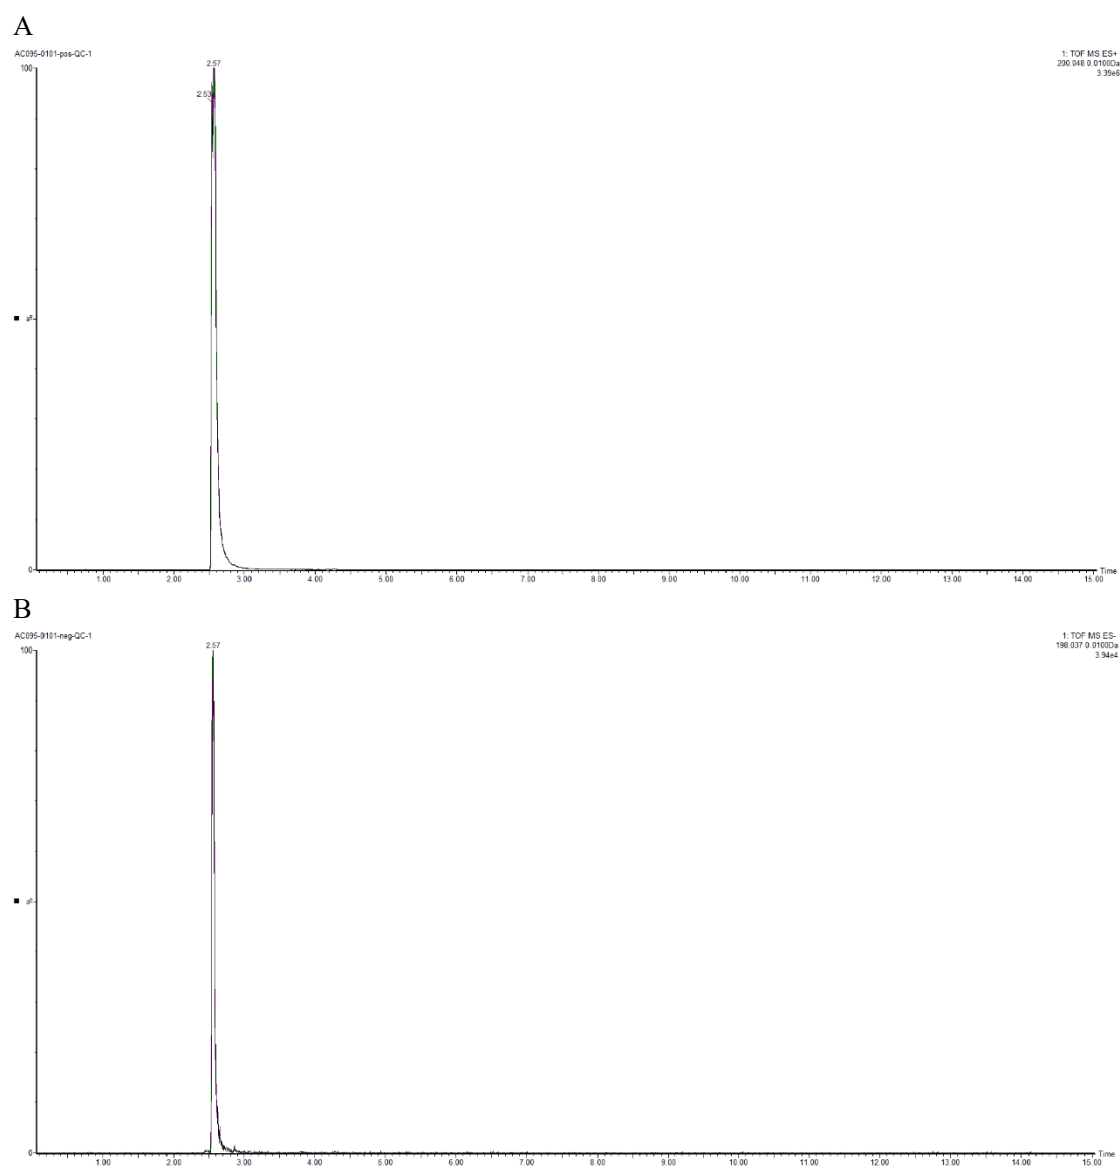 A
AC095-0101-pos-QC-1
1: TOF MS ES+
200.048 0.0100Da
3.39e6
100
2.57
2.53
0
1.00 2.00 3.00 4.00 5.00 6.00 7.00 8.00 9.00 10.00 11.00 12.00 13.00 14.00 15.00 Time
B
AC095-0101-neg-QC-1
1: TOF MS ES-
198.037 0.0100Da
3.94e4
100
2.57
0
1.00 2.00 3.00 4.00 5.00 6.00 7.00 8.00 9.00 10.00 11.00 12.00 13.00 14.00 15.00 Time